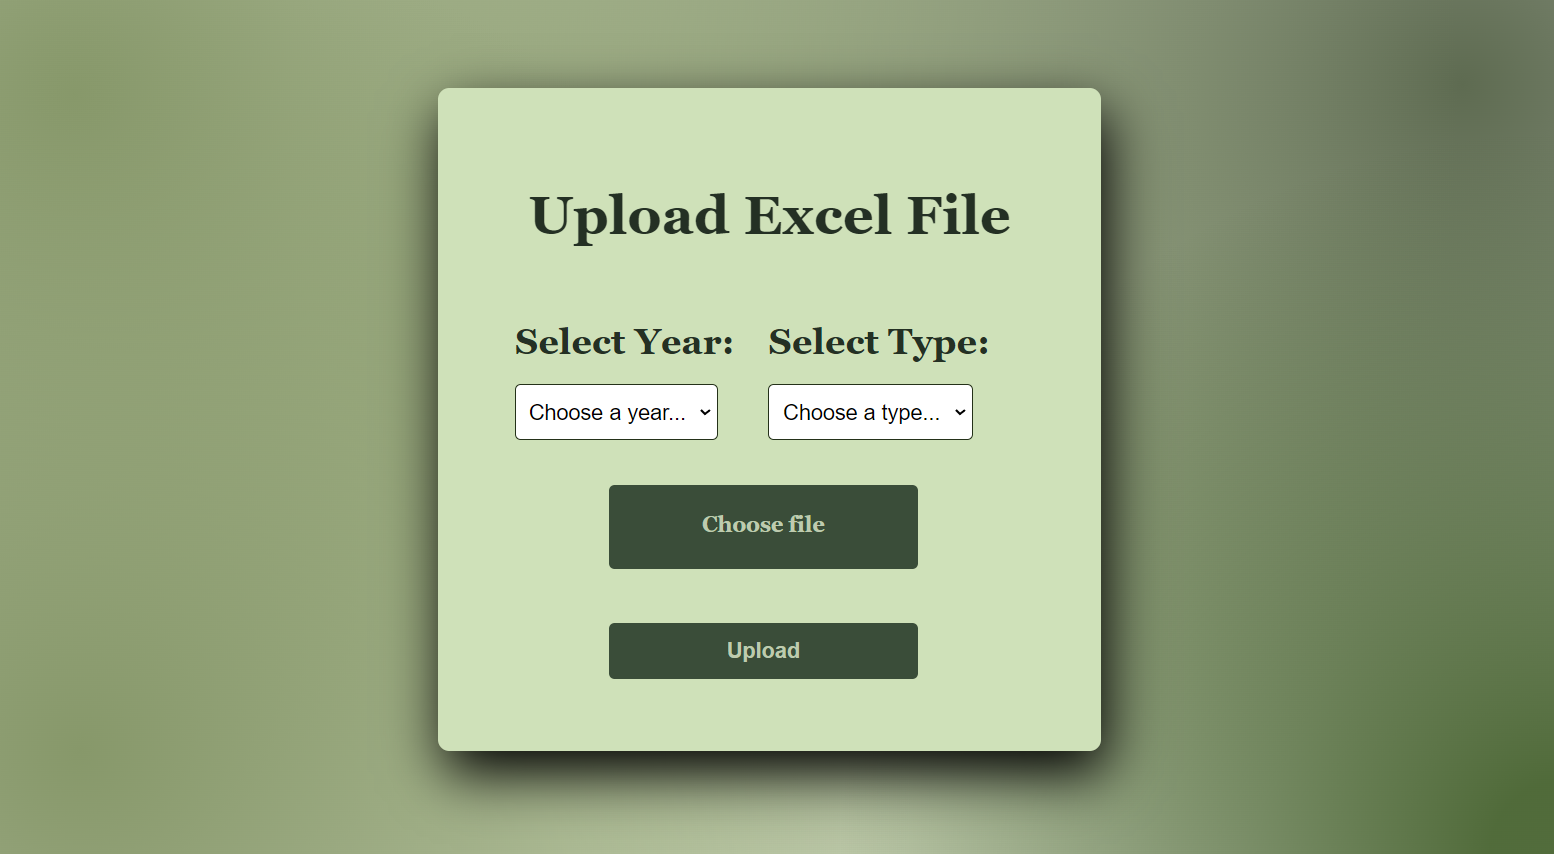 Upload Excel File
Select Year: Select Type:
Choose a year... Choose a type...
Choose file
Upload